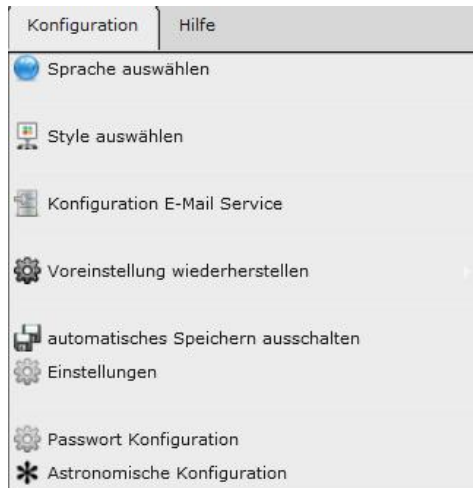 Konfiguration Hilfe
Sprache auswählen
Style auswählen
Konfiguration E-Mail Service
Voreinstellung wiederherstellen
automatisches Speichern ausschalten
Einstellungen
Passwort Konfiguration
Astronomische Konfiguration